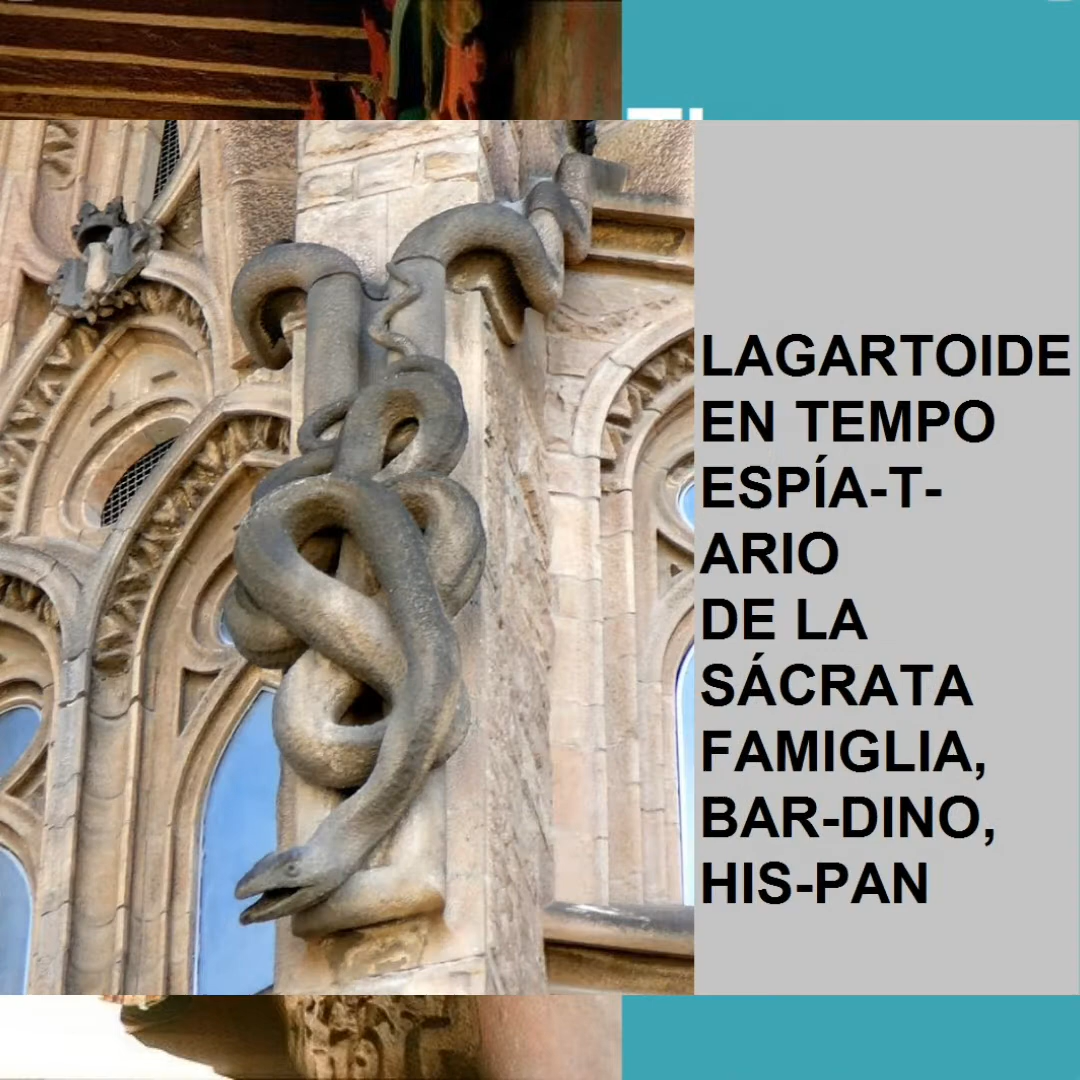 LAGARTOIDE
EN TEMPO
ESPÍA-T-
ARIO
DE LA
SÁCRATA
FAMIGLIA,
BAR-DINO,
HIS-PAN